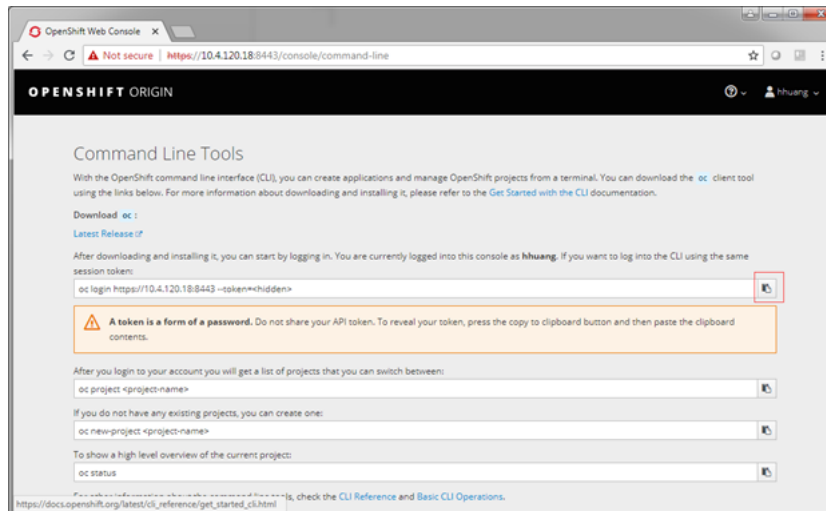 OpenShift Web Console
Not secure | https://10.4.120.18:8443/console/command-line
OPENSHIFT ORIGIN
hhuang
Command Line Tools
With the OpenShift command line interface (CLI), you can create applications and manage OpenShift projects from a terminal. You can download the oc client tool
using the links below. For more information about downloading and installing it, please refer to the Get Started with the CLI documentation.
Download oc :
Latest Release
After downloading and installing it, you can start by logging in. You are currently logged into this console as hhuang. If you want to log into the CLI using the same
session token:
oc login https://10.4.120.18:8443 --token=<hidden>
A token is a form of a password. Do not share your API token. To reveal your token, press the copy to clipboard button and then paste the clipboard
contents.
After you login to your account you will get a list of projects that you can switch between:
oc project <project-name>
If you do not have any existing projects, you can create one:
oc new-project <project-name>
To show a high level overview of the current project:
oc status
For other information about the command line tools, check the CLI Reference and Basic CLI Operations.
https://docs.openshift.org/latest/cli_reference/get_started_cli.html